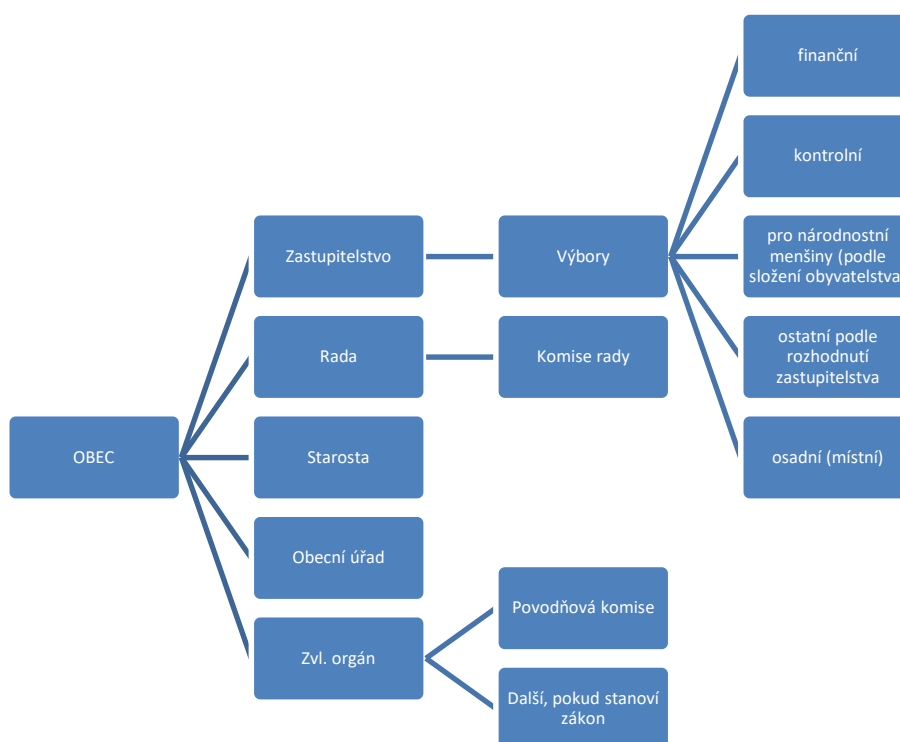 OBEC
Zastupitelstvo
Rada
Starosta
Obecní úřad
Zvl. orgán
Výbory
Komise rady
Povodňová komise
Další, pokud stanoví
zákon
finanční
kontrolní
pro národnostní
menšiny (podle
složení obyvatelstva
ostatní podle
rozhodnutí
zastupitelstva
osadní (místní)